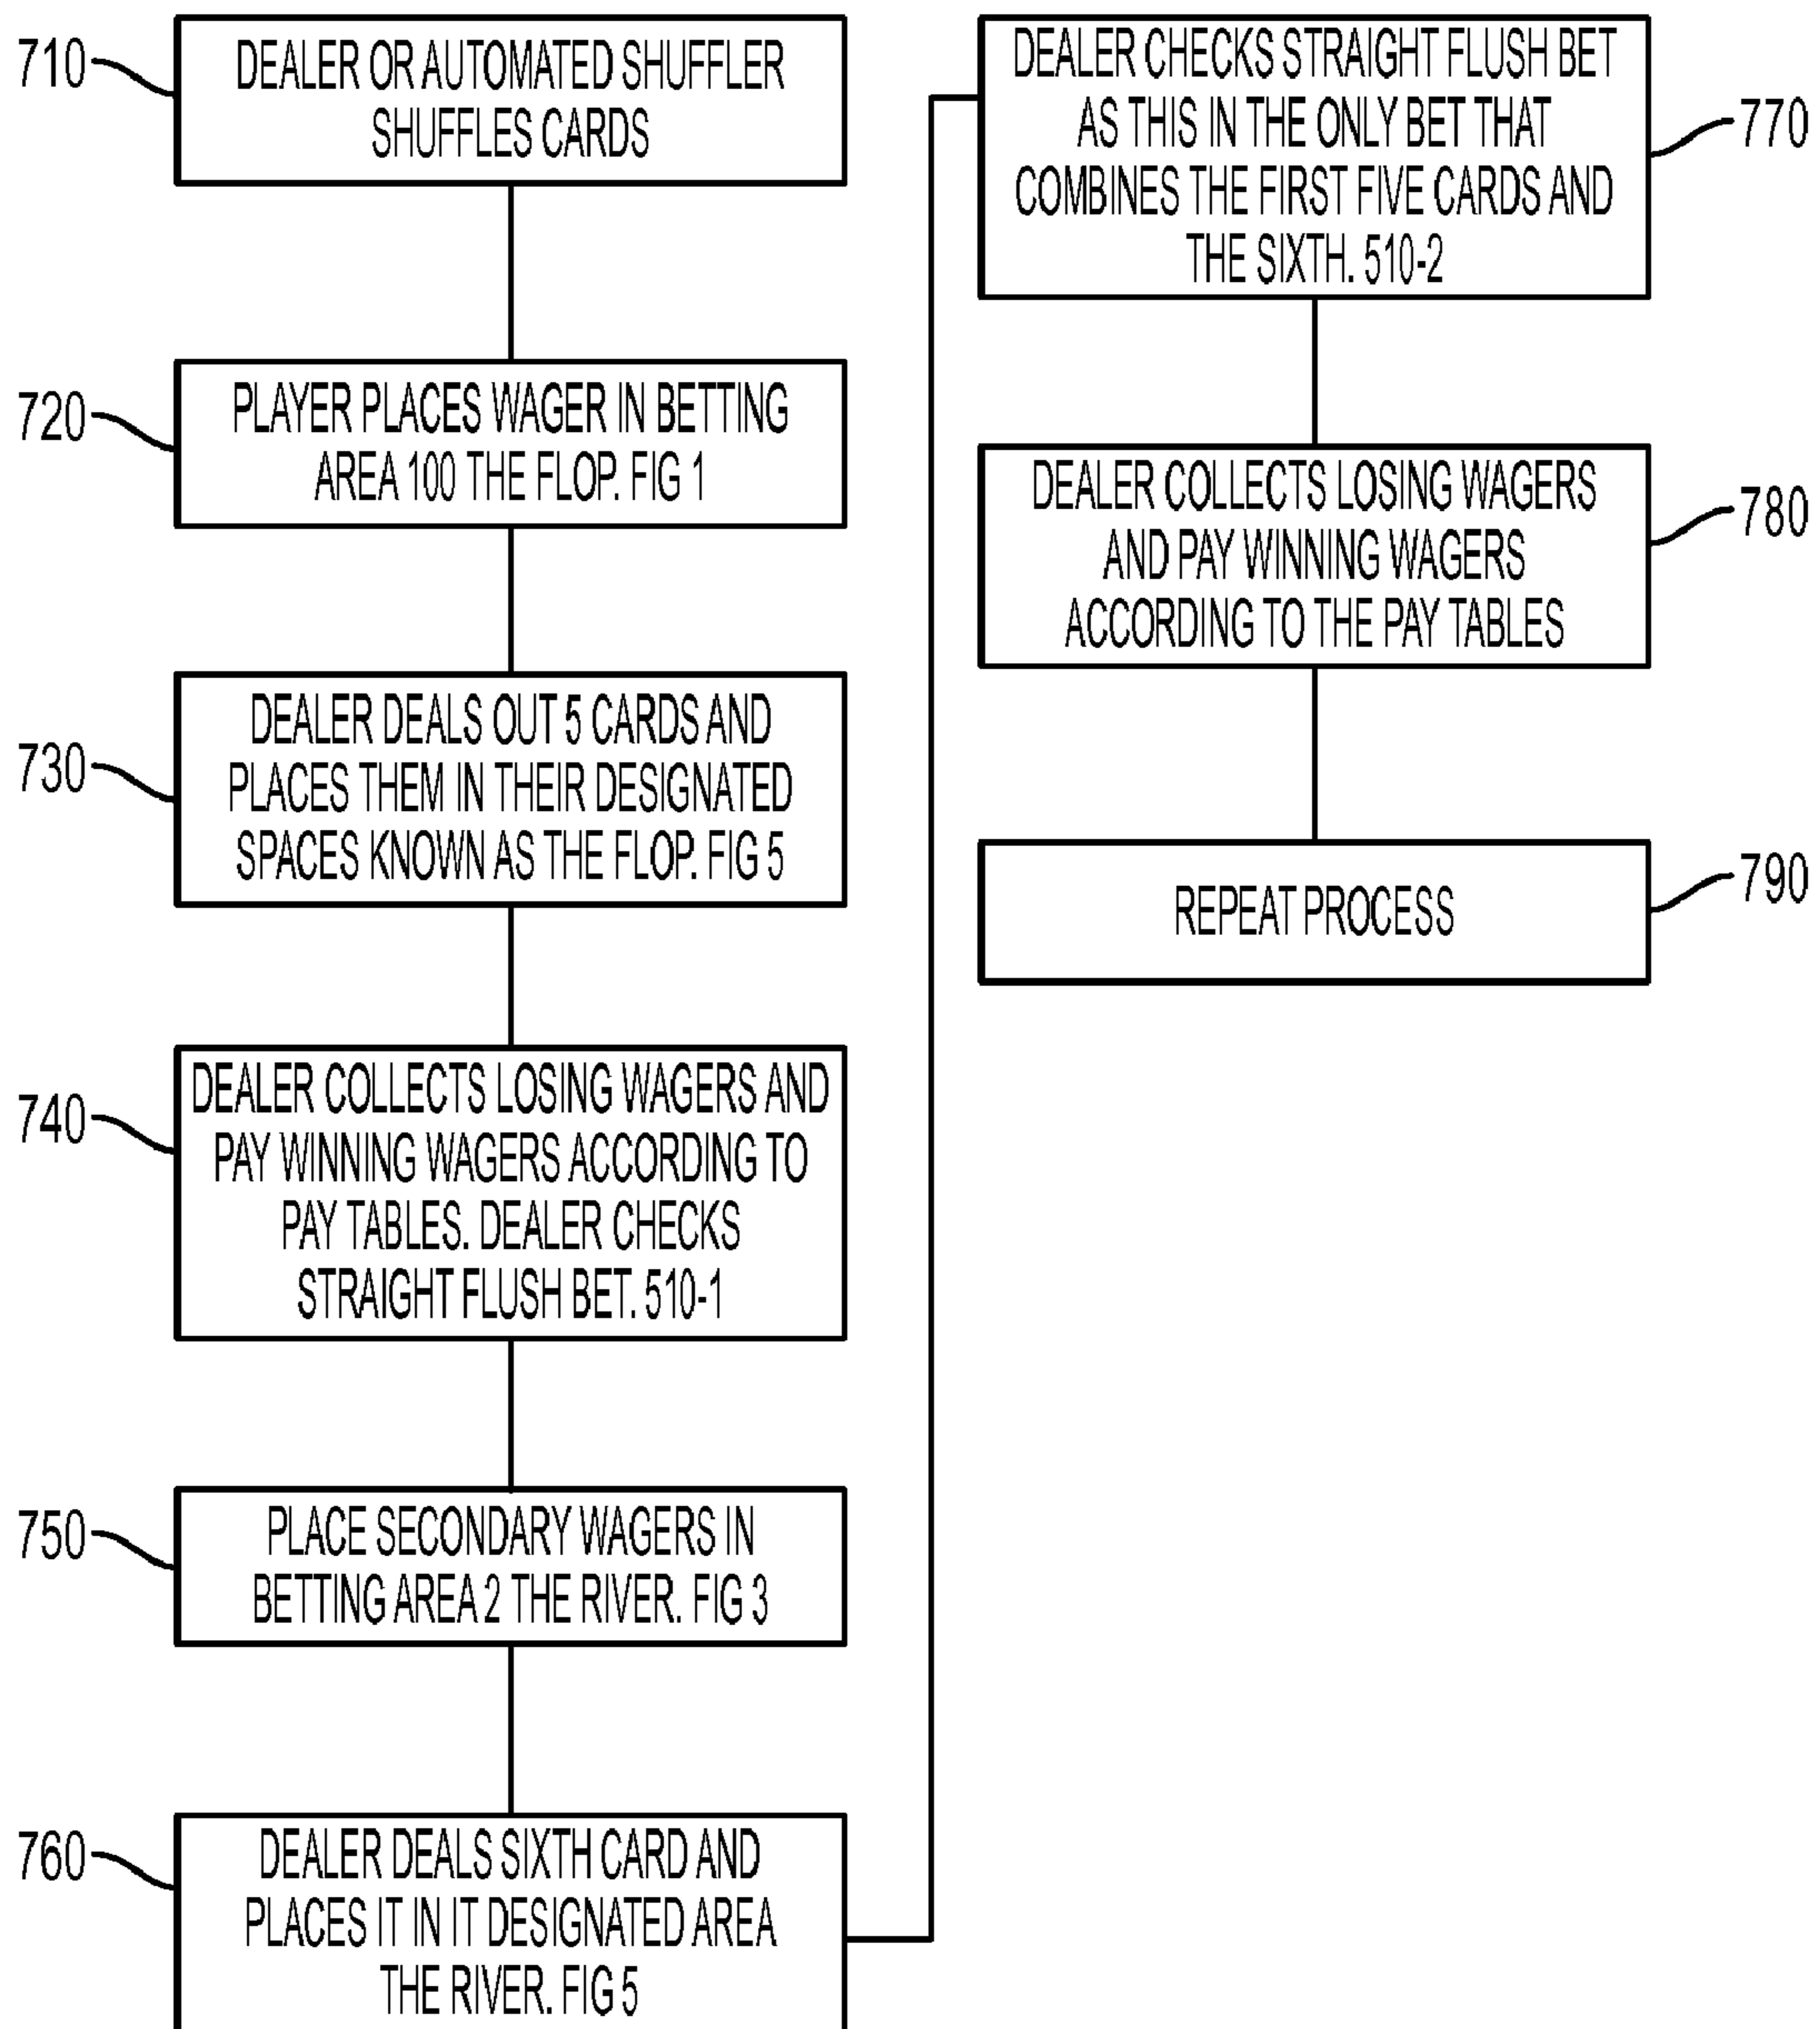 710
DEALER OR AUTOMATED SHUFFLER
SHUFFLES CARDS
720
PLAYER PLACES WAGER IN BETTING
AREA 100 THE FLOP. FIG 1
730
DEALER DEALS OUT 5 CARDS AND
PLACES THEM IN THEIR DESIGNATED
SPACES KNOWN AS THE FLOP. FIG 5
740
DEALER COLLECTS LOSING WAGERS AND
PAY WINNING WAGERS ACCORDING TO
PAY TABLES. DEALER CHECKS
STRAIGHT FLUSH BET. 510-1
750
PLACE SECONDARY WAGERS IN
BETTING AREA 2 THE RIVER. FIG 3
760
DEALER DEALS SIXTH CARD AND
PLACES IT IN IT DESIGNATED AREA
THE RIVER. FIG 5
DEALER CHECKS STRAIGHT FLUSH BET
AS THIS IN THE ONLY BET THAT
COMBINES THE FIRST FIVE CARDS AND
THE SIXTH. 510-2
770
DEALER COLLECTS LOSING WAGERS
AND PAY WINNING WAGERS
ACCORDING TO THE PAY TABLES
780
REPEAT PROCESS
790